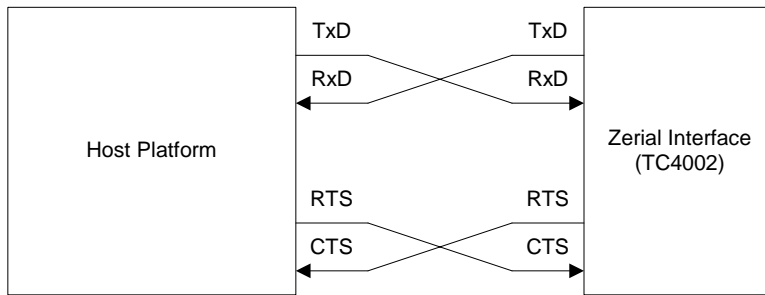 TxD TxD
RxD RxD
Host Platform
Zerial Interface
(TC4002)
RTS RTS
CTS CTS